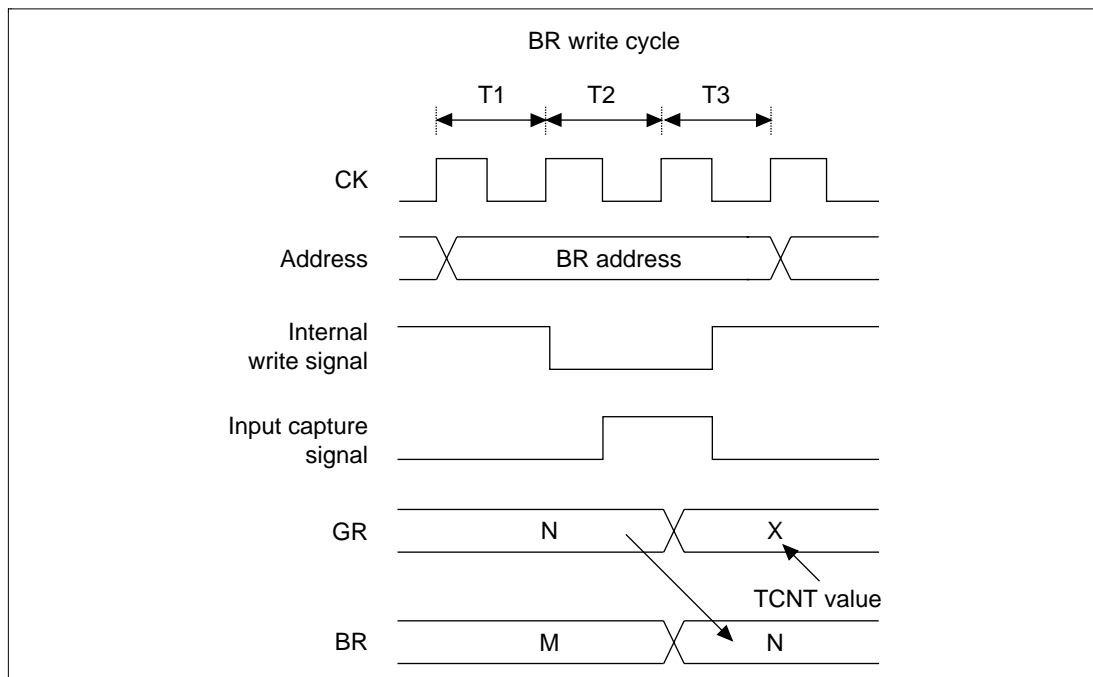 BR write cycle
T1 T2 T3
CK
Address BR address
Internal
write signal
Input capture
signal
GR N X
TCNT value
BR M N